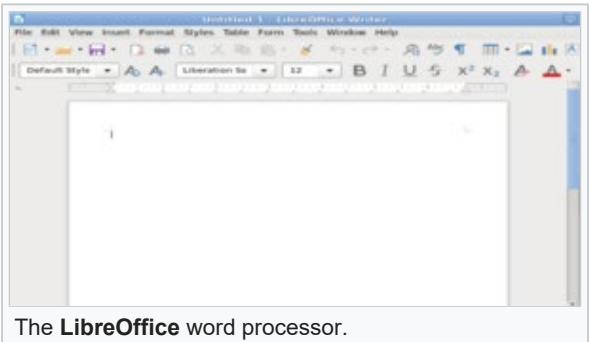 Untitled 1 - LibreOffice Writer
File Edit View Insert Format Styles Table Form Tools Window Help
Default Style Liberation Se 12
The LibreOffice word processor.